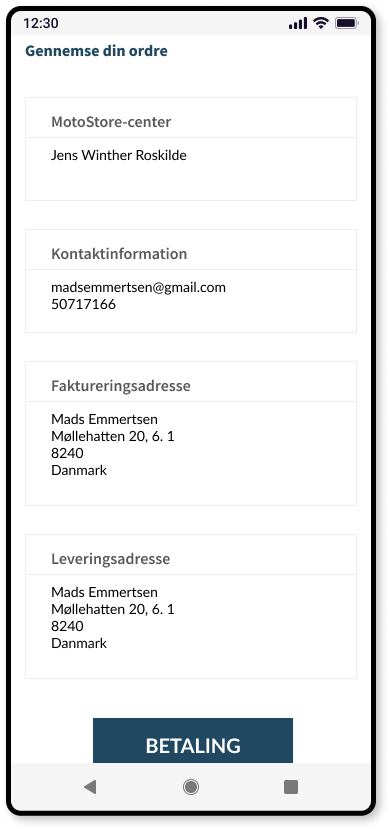 12:30
Gennemse din ordre
MotoStore-center
Jens Winther Roskilde
Kontaktinformation
madsemmertsen@gmail.com
50717166
Faktureringsadresse
Mads Emmertsen
Møllehatten 20, 6. 1
8240
Danmark
Leveringsadresse
Mads Emmertsen
Møllehatten 20, 6. 1
8240
Danmark
BETALING